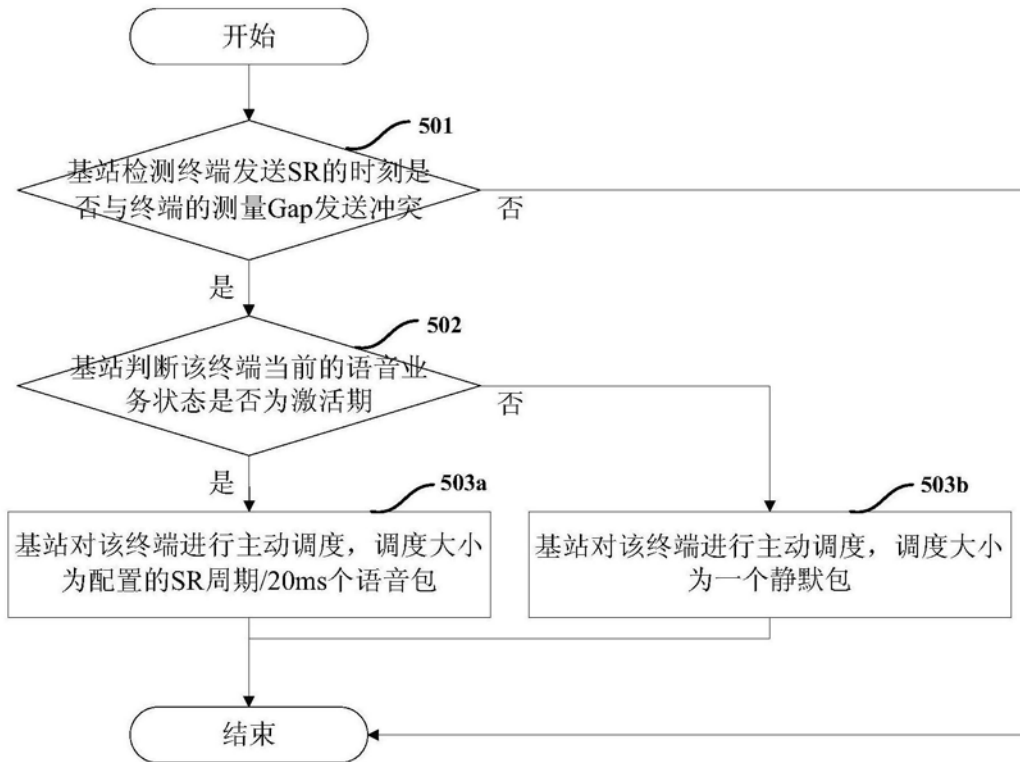 开始
501
基站检测终端发送SR的时刻是
否与终端的测量Gap发送冲突
否
是
502
基站判断该终端当前的语音业
务状态是否为激活期
否
是
503a
503b
基站对该终端进行主动调度，调度大小
为配置的SR周期/20ms个语音包
基站对该终端进行主动调度，调度大小
为一个静默包
结束